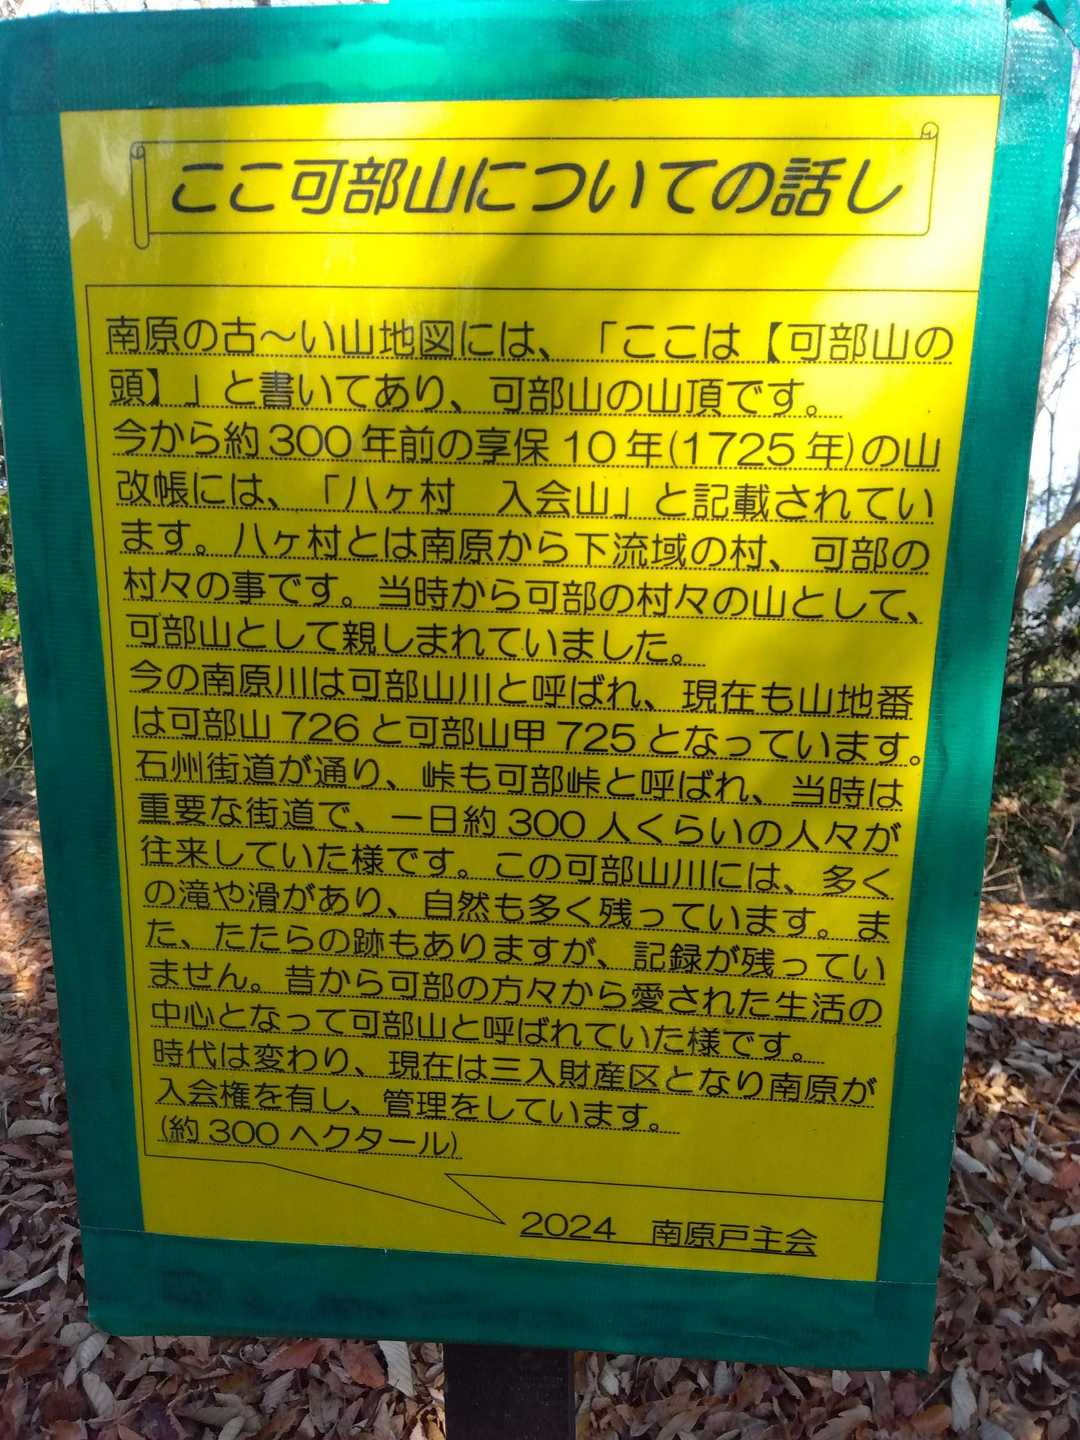 ここ可部山についての話し
南原の古～い山地図には、「ここは【可部山の
頭】」と書いてあり、可部山の山頂です。
今から約300年前の享保10年(1725年)の山
改帳には、「八ヶ村　入会山」と記載されてい
ます。八ヶ村とは南原から下流域の村、可部の
村々の事です。当時から可部の村々の山として、
可部山として親しまれていました。
今の南原川は可部山川と呼ばれ、現在も山地番
は可部山726と可部山甲725となっています。
石州街道が通り、峠も可部峠と呼ばれ、当時は
重要な街道で、一日約300人くらいの人々が
往来していた様です。この可部山川には、多く
の滝や滑があり、自然も多く残っています。ま
た、たたらの跡もありますが、記録が残ってい
ません。昔から可部の方々から愛された生活の
中心となって可部山と呼ばれていた様です。
時代は変わり、現在は三入財産区となり南原が
入会権を有し、管理をしています。
(約300ヘクタール)
2024　南原戸主会